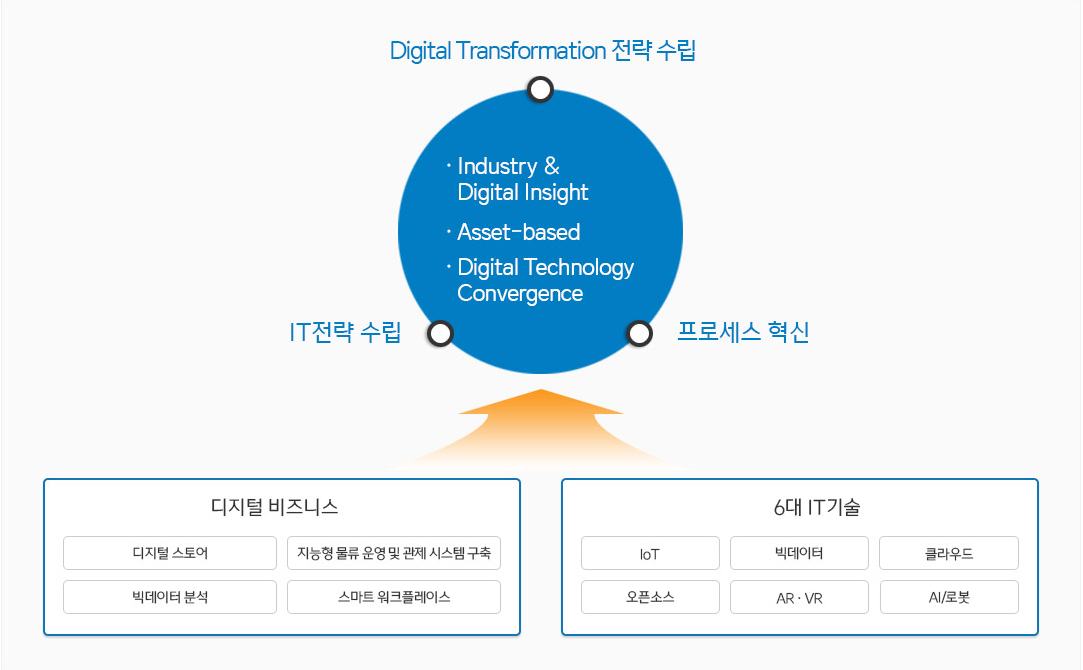 Digital Transformation 전략 수립
· Industry &
Digital Insight
· Asset-based
· Digital Technology
Convergence
IT전략 수립
프로세스 혁신
디지털 비즈니스
디지털 스토어
지능형 물류 운영 및 관제 시스템 구축
빅데이터 분석
스마트 워크플레이스
6대 IT기술
IoT
빅데이터
클라우드
오픈소스
AR · VR
AI/로봇